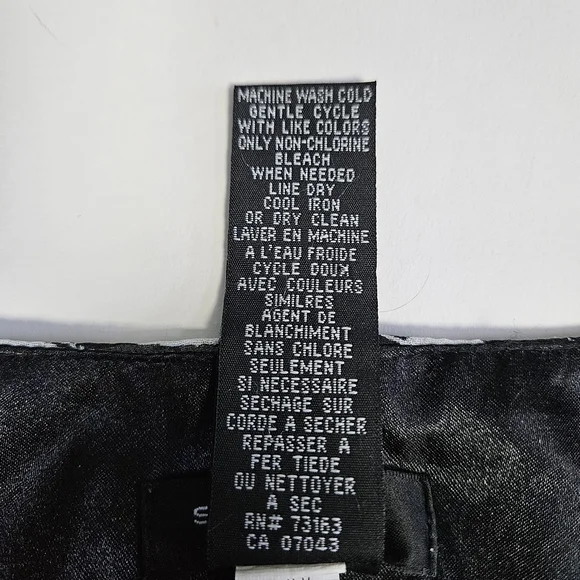 MACHINE WASH COLD
GENTLE CYCLE
WITH LIKE COLORS
ONLY NON-CHLORINE
BLEACH
WHEN NEEDED
LINE DRY
COOL IRON
OR DRY CLEAN
LAVER EN MACHINE
A L'EAU FROIDE
CYCLE DOUX
AVEC COULEURS
SIMILRES
AGENT DE
BLANCHIMENT
SANS CHLORE
SEULEMENT
SI NECESSAIRE
SECHAGE SUR
CORDE A SECHER
REPASSER A
FER TIEDE
OU NETTOYER
A SEC
RN# 73163
CA 07043